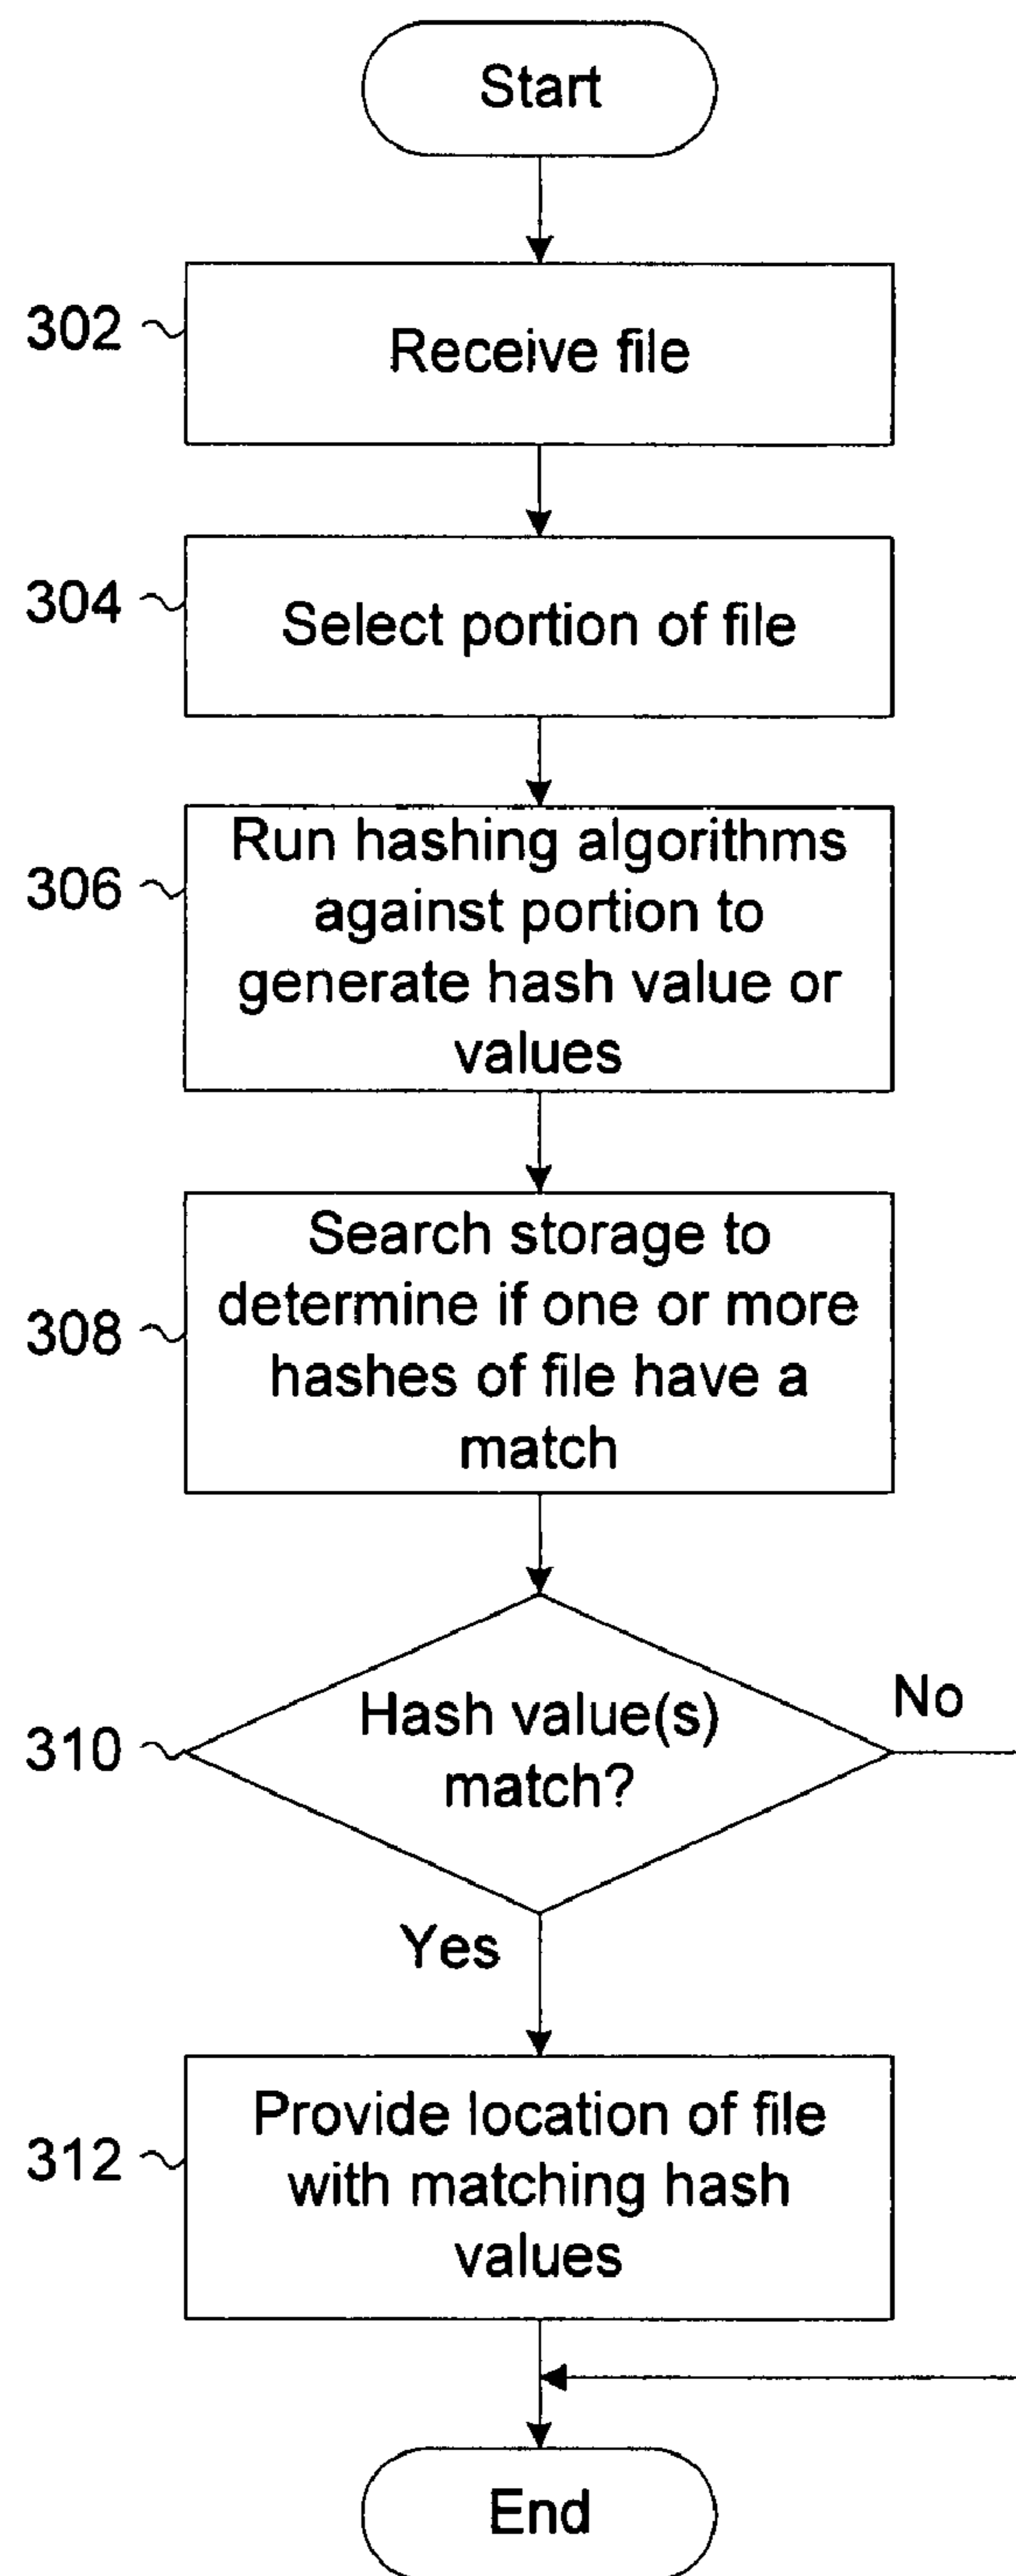 Start
302
Receive file
304
Select portion of file
306
Run hashing algorithms
against portion to
generate hash value or
values
308
Search storage to
determine if one or more
hashes of file have a
match
310
Hash value(s)
match?
No
Yes
312
Provide location of file
with matching hash
values
End